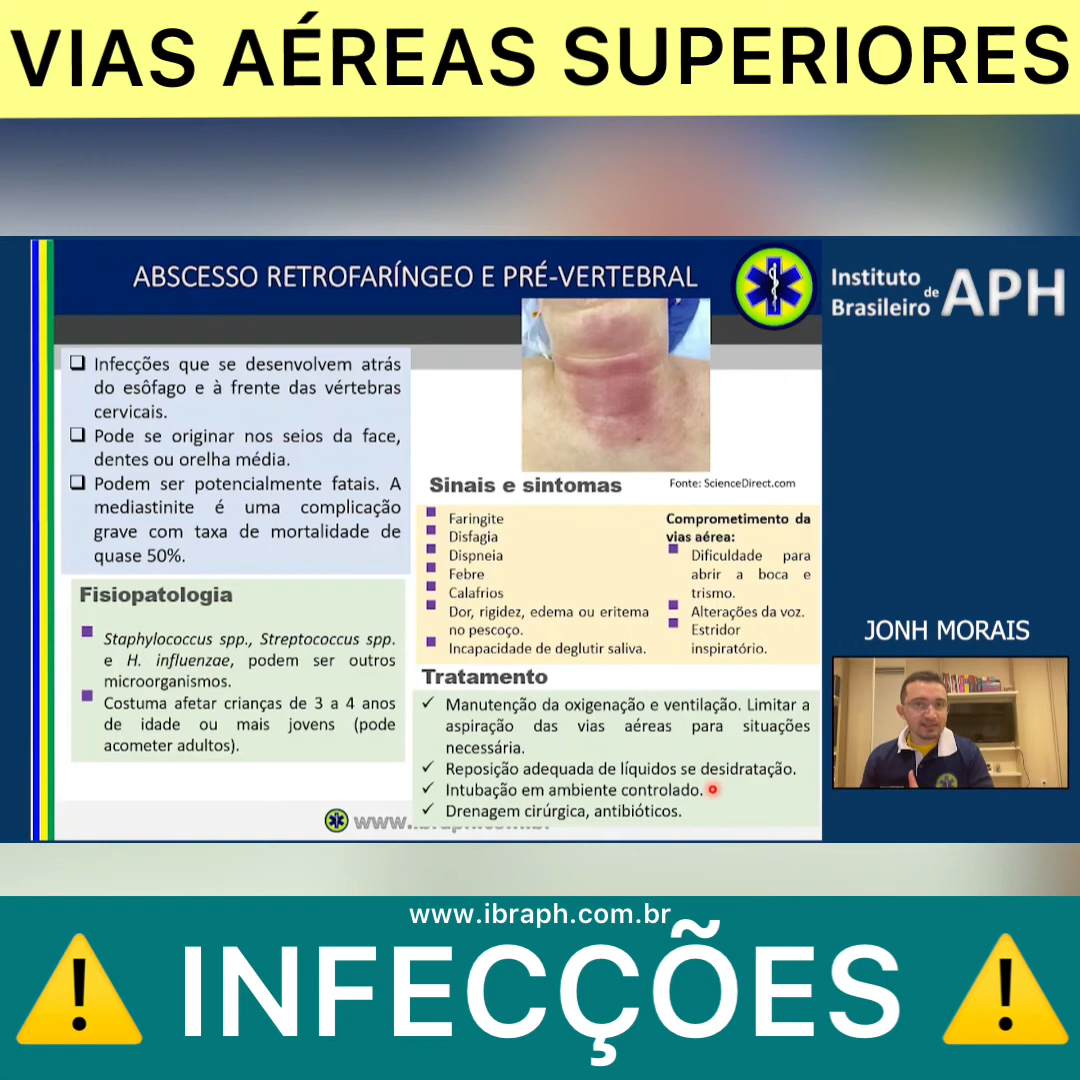 VIAS AÉREAS SUPERIORES
ABSCESSO RETROFARÍNGEO E PRÉ-VERTEBRAL
Instituto
Brasileiro de APH
Infecções que se desenvolvem atrás
do esôfago e à frente das vértebras
cervicais.
Pode se originar nos seios da face,
dentes ou orelha média.
Podem ser potencialmente fatais. A
mediastinite é uma complicação
grave com taxa de mortalidade de
quase 50%.
Fisiopatologia
Staphylococcus spp., Streptococcus spp.
e H. influenzae, podem ser outros
microorganismos.
Costuma afetar crianças de 3 a 4 anos
de idade ou mais jovens (pode
acometer adultos).
Sinais e sintomas
Fonte: ScienceDirect.com
Faringite
Disfagia
Dispneia
Febre
Calafrios
Dor, rigidez, edema ou eritema
no pescoço.
Incapacidade de deglutir saliva.
Comprometimento da
vias aérea:
Dificuldade para
abrir a boca e
trismo.
Alterações da voz.
Estridor
inspiratório.
Tratamento
Manutenção da oxigenação e ventilação. Limitar a
aspiração das vias aéreas para situações
necessária.
Reposição adequada de líquidos se desidratação.
Intubação em ambiente controlado.
Drenagem cirúrgica, antibióticos.
JONH MORAIS
www.ibraph.com.br
INFECÇÕES